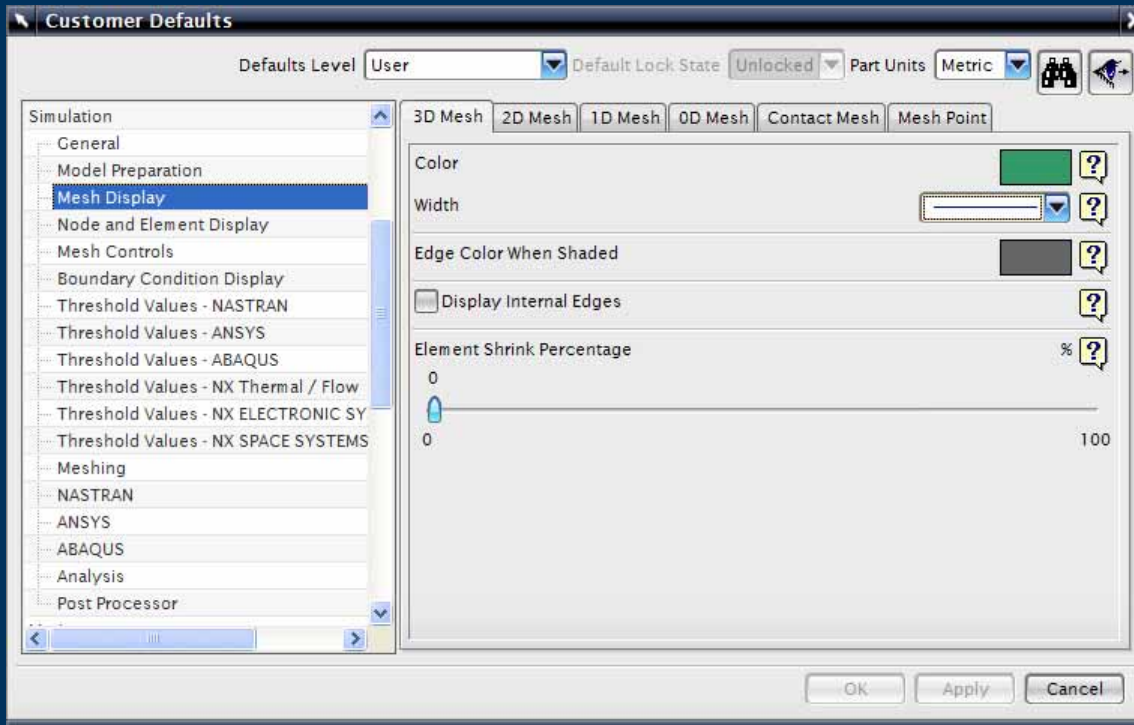 Customer Defaults
Defaults Level User Default Lock State Unlocked Part Units Metric
Simulation
General
Model Preparation
Mesh Display
Node and Element Display
Mesh Controls
Boundary Condition Display
Threshold Values - NASTRAN
Threshold Values - ANSYS
Threshold Values - ABAQUS
Threshold Values - NX Thermal / Flow
Threshold Values - NX ELECTRONIC SY
Threshold Values - NX SPACE SYSTEMS
Meshing
NASTRAN
ANSYS
ABAQUS
Analysis
Post Processor
3D Mesh 2D Mesh 1D Mesh 0D Mesh Contact Mesh Mesh Point
Color ?
Width ?
Edge Color When Shaded ?
Display Internal Edges ?
Element Shrink Percentage % ?
0
0 100
OK Apply Cancel